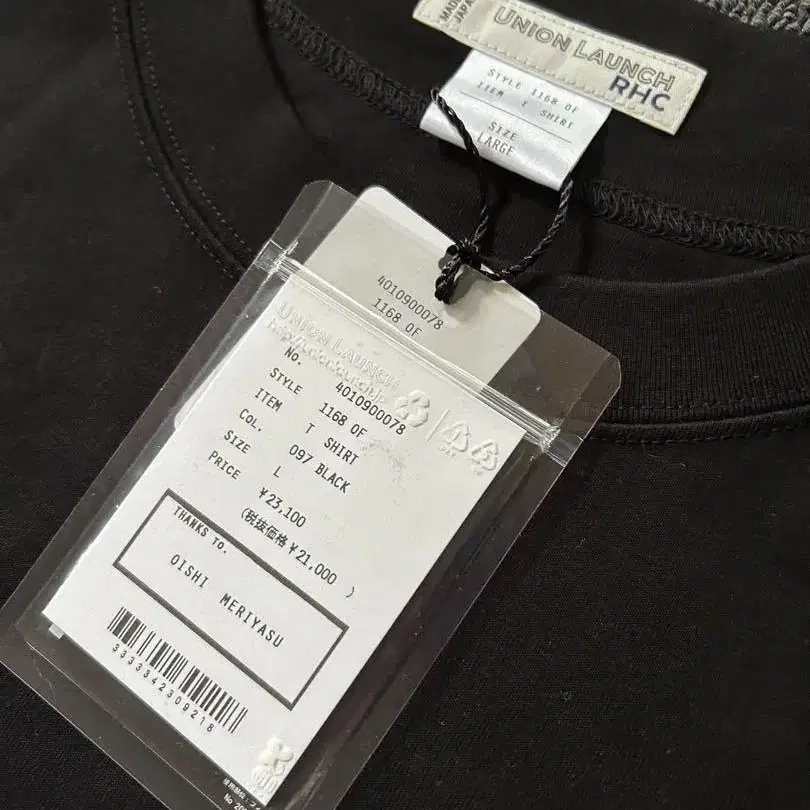 MADE
JAPAN
UNION LAUNCH
RHC
STYLE 1168 OF
ITEM T SHIRT
SIZE
LARGE
4010900078
1168 OF
UNION LAUNCH
No. 4010900078
STYLE 1168 OF
ITEM T SHIRT
COL. 097 BLACK
SIZE L
PRICE ¥23,100
(税抜価格 ¥21,000 )
THANKS TO.
OISHI MERIYASU
3333342309218